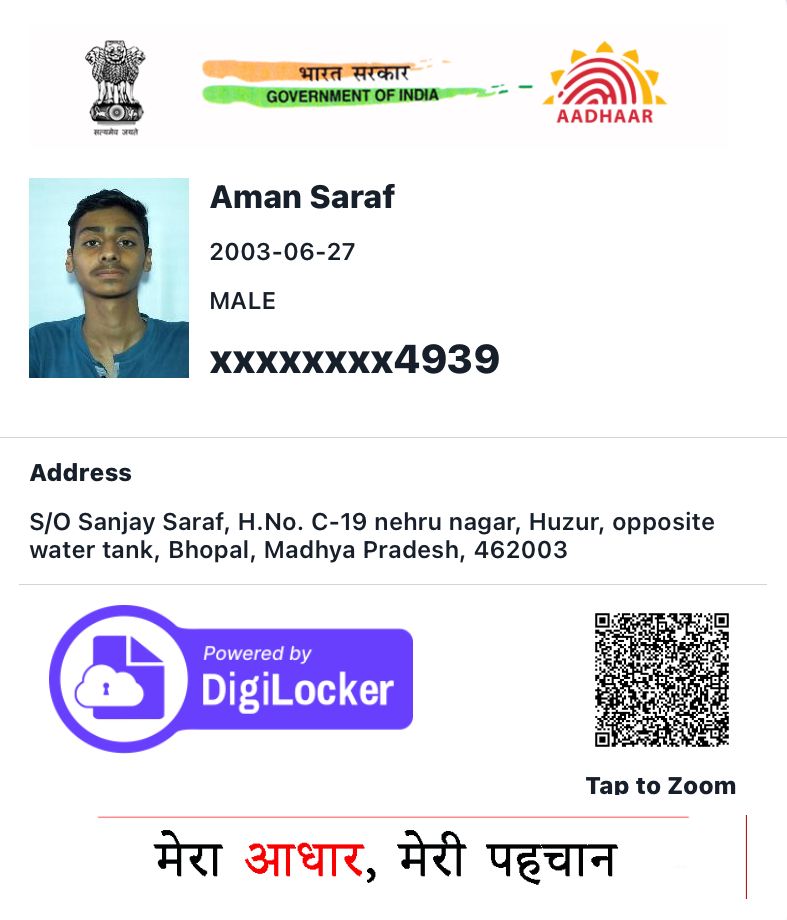 सत्यमेव जयते
भारत सरकार
GOVERNMENT OF INDIA
AADHAAR
Aman Saraf
2003-06-27
MALE
xxxxxxxx4939
Address
S/O Sanjay Saraf, H.No. C-19 nehru nagar, Huzur, opposite
water tank, Bhopal, Madhya Pradesh, 462003
Powered by
DigiLocker
Tap to Zoom
मेरा आधार, मेरी पहचान